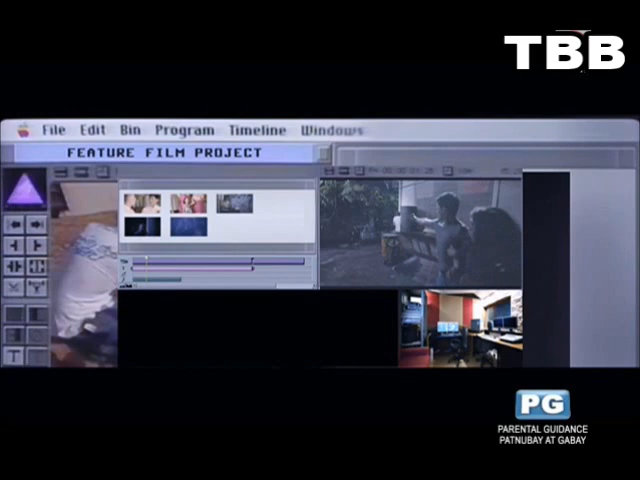 TBB
File Edit Bin Program Timeline Windows
FEATURE FILM PROJECT
T
PG
PARENTAL GUIDANCE
PATNUBAY AT GABAY